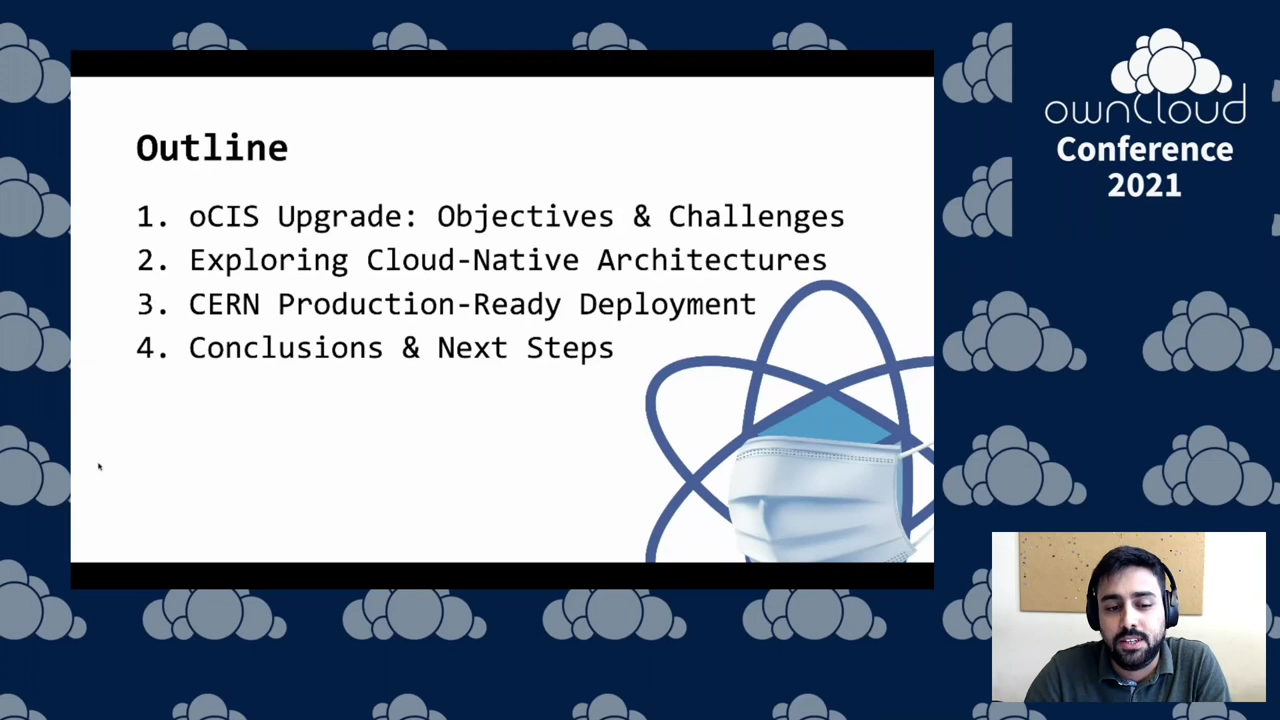 Outline
1. oCIS Upgrade: Objectives & Challenges
2. Exploring Cloud-Native Architectures
3. CERN Production-Ready Deployment
4. Conclusions & Next Steps
ownCloud
Conference
2021